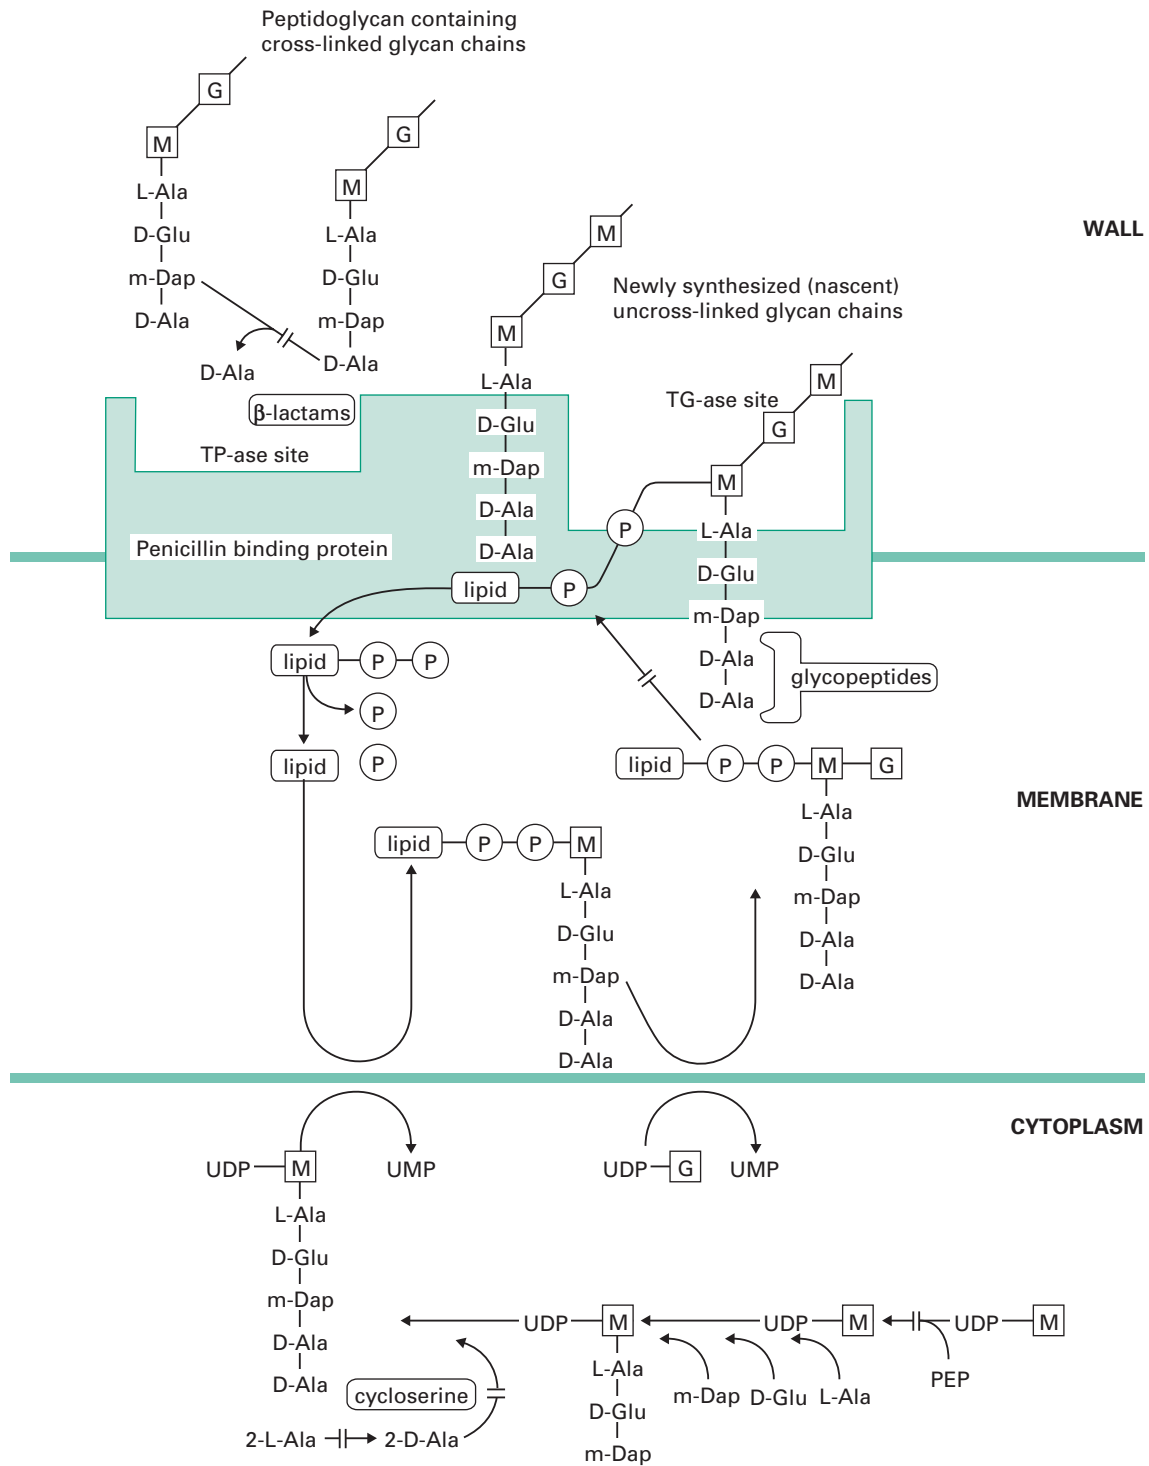 Peptidoglycan containing
cross-linked glycan chains
G
M
L-Ala
D-Glu
m-Dap
D-Ala
D-Ala
G
M
L-Ala
D-Glu
m-Dap
D-Ala
WALL
M
G
M
L-Ala
D-Glu
m-Dap
D-Ala
D-Ala
Newly synthesized (nascent)
uncross-linked glycan chains
β-lactams
TP-ase site
Penicillin binding protein
TG-ase site
M
G
M
L-Ala
D-Glu
m-Dap
D-Ala
D-Ala
P
lipid P
glycopeptides
lipid P P
P
lipid P
lipid P P M G
L-Ala
D-Glu
m-Dap
D-Ala
D-Ala
MEMBRANE
lipid P P M
L-Ala
D-Glu
m-Dap
D-Ala
D-Ala
CYTOPLASM
UDP M UMP
L-Ala
D-Glu
m-Dap
D-Ala
D-Ala
UDP G UMP
UDP M
L-Ala
D-Glu
m-Dap
UDP M
UDP M
m-Dap D-Glu L-Ala
PEP
cycloserine
2-L-Ala 2-D-Ala